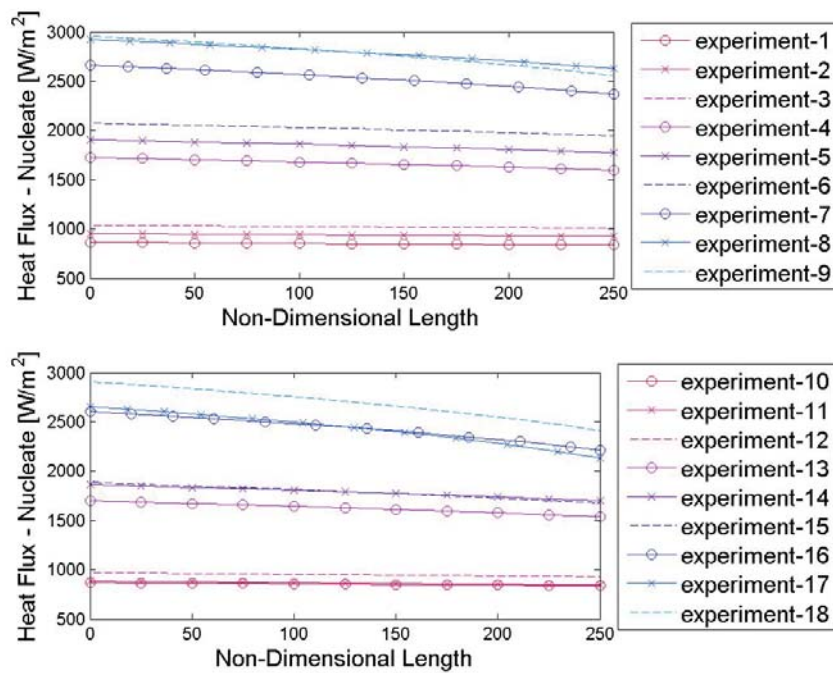 3000
2500
2000
1500
1000
500
Heat Flux - Nucleate [W/m²]
0 50 100 150 200 250
Non-Dimensional Length
experiment-1
experiment-2
experiment-3
experiment-4
experiment-5
experiment-6
experiment-7
experiment-8
experiment-9
3000
2500
2000
1500
1000
500
Heat Flux - Nucleate [W/m²]
0 50 100 150 200 250
Non-Dimensional Length
experiment-10
experiment-11
experiment-12
experiment-13
experiment-14
experiment-15
experiment-16
experiment-17
experiment-18